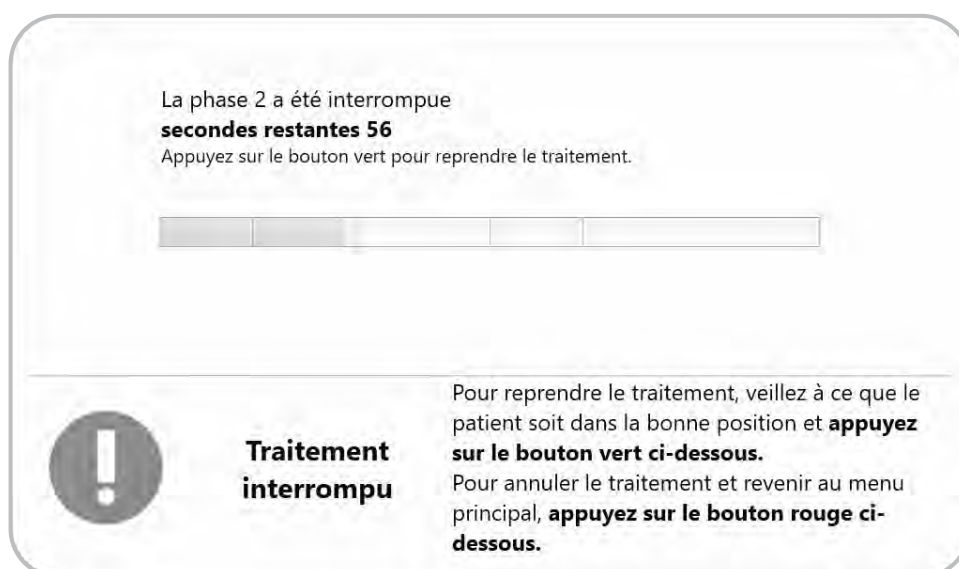 La phase 2 a été interrompue
secondes restantes 56
Appuyez sur le bouton vert pour reprendre le traitement.
Traitement
interrompu
Pour reprendre le traitement, veillez à ce que le
patient soit dans la bonne position et appuyez
sur le bouton vert ci-dessous.
Pour annuler le traitement et revenir au menu
principal, appuyez sur le bouton rouge ci-
dessous.